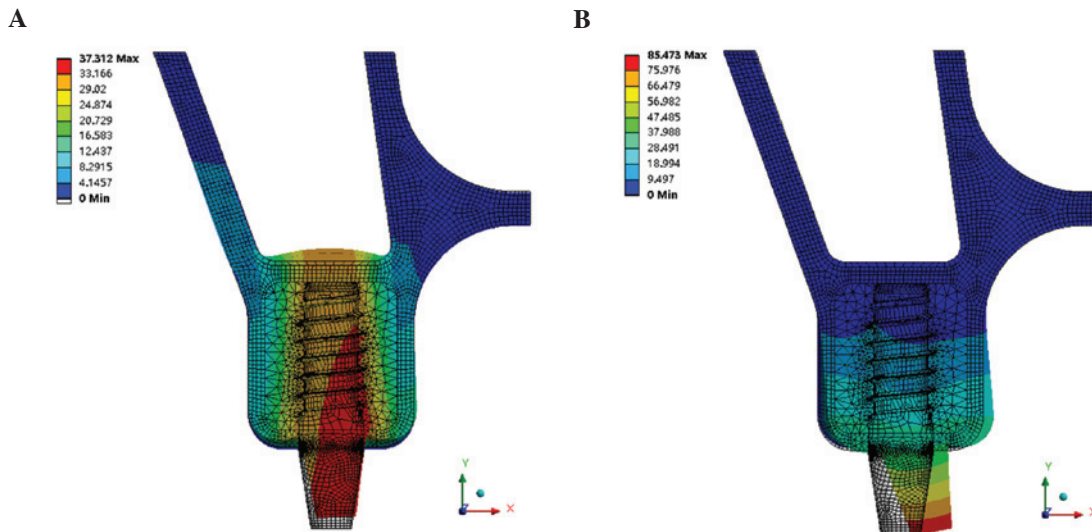 A
37.312 Max
33.166
29.02
24.874
20.729
16.583
12.437
8.2915
4.1457
0 Min
Y
Z
X
B
85.473 Max
75.976
66.479
56.982
47.485
37.988
28.491
18.994
9.497
0 Min
Y
Z
X